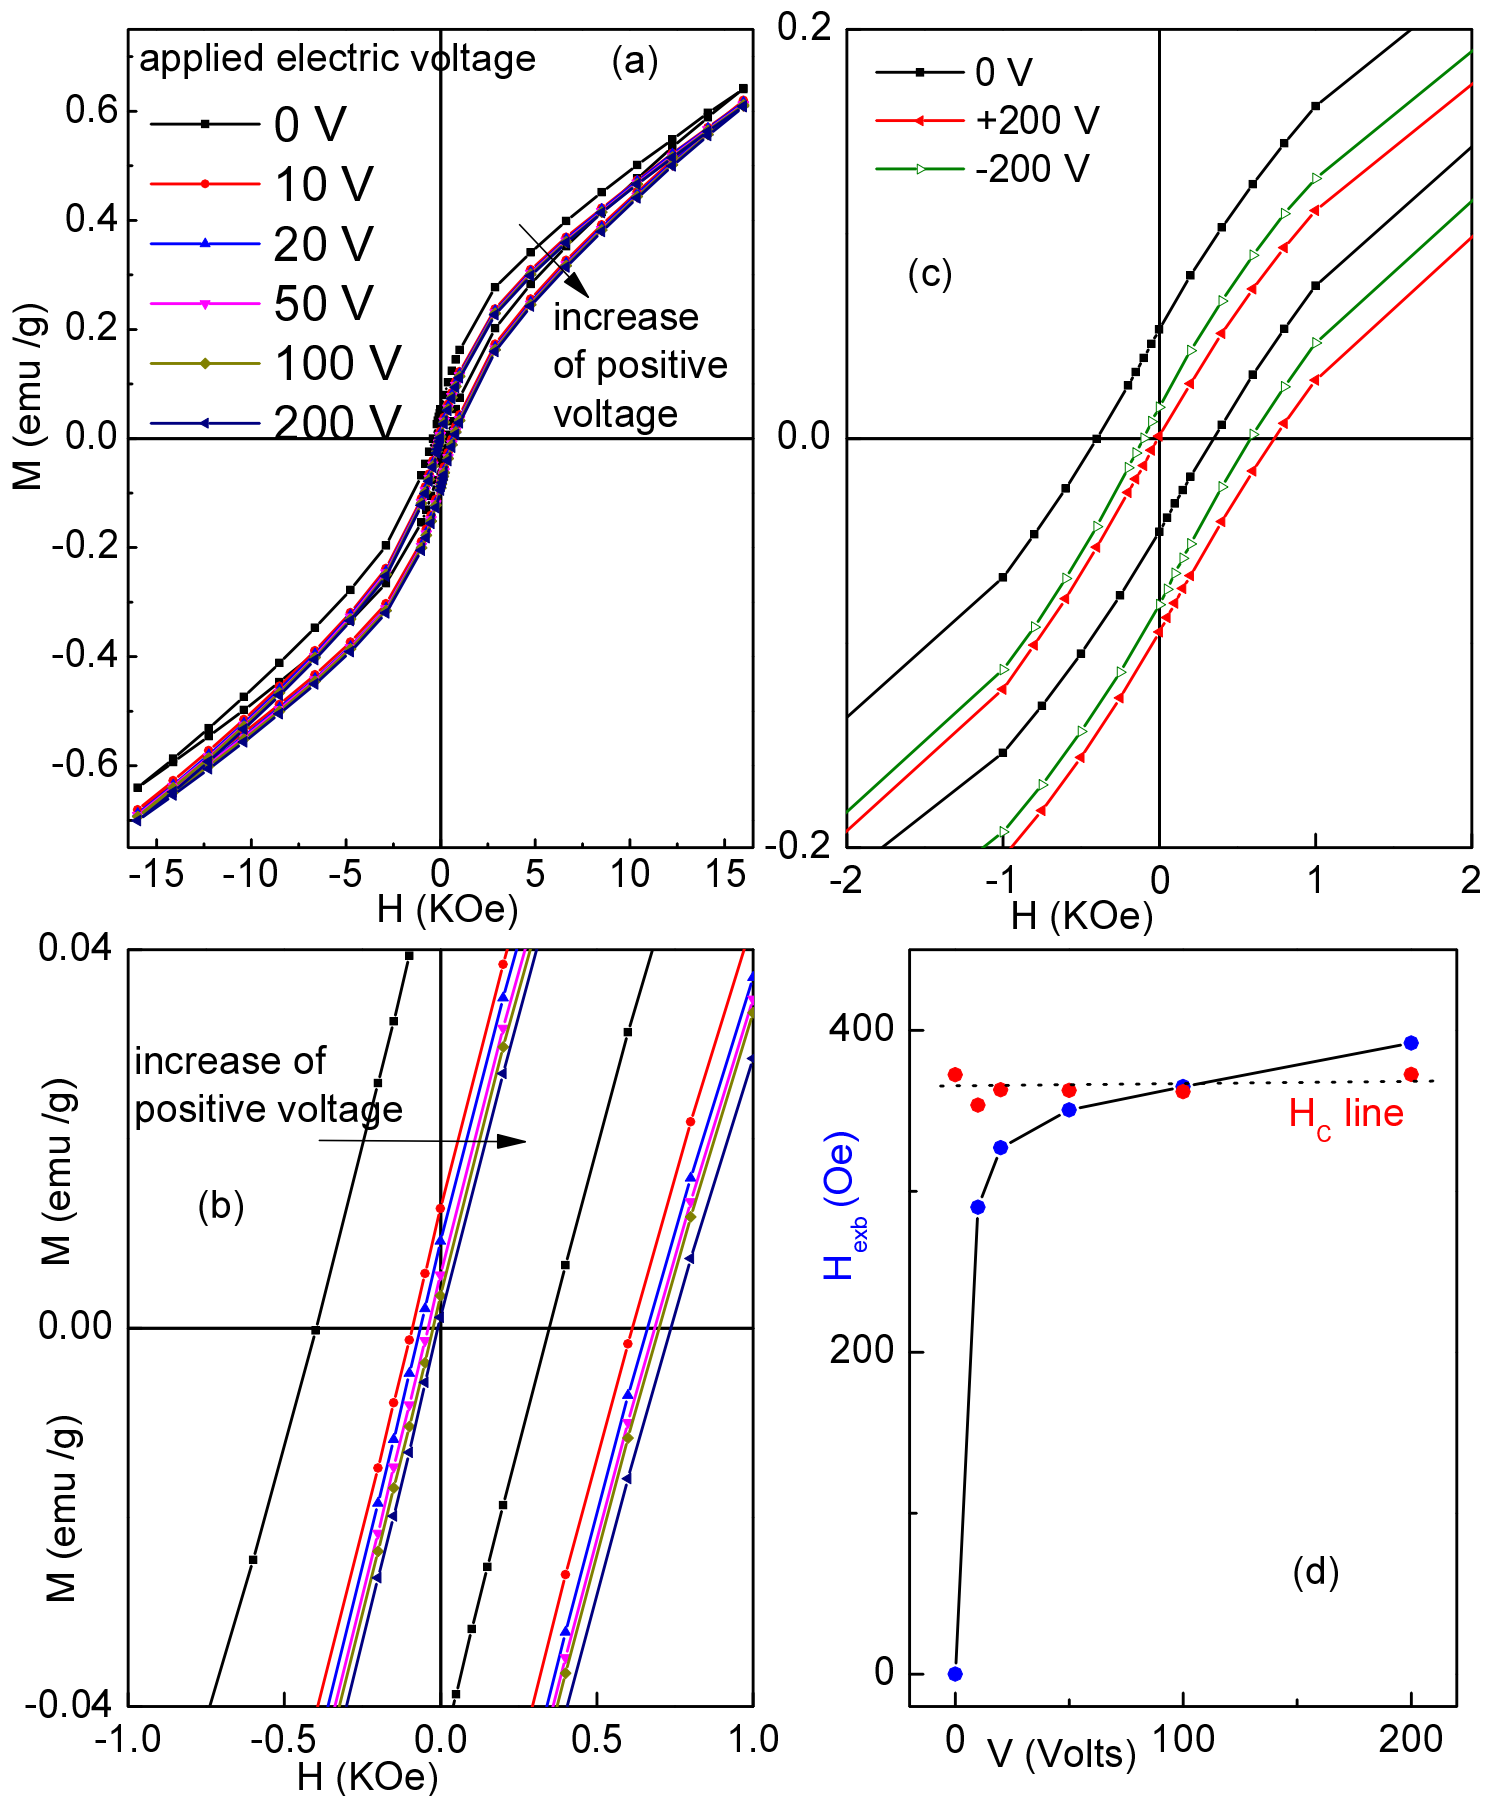 applied electric voltage
(a)
0 V
10 V
20 V
50 V
100 V
200 V
increase
of positive
voltage
0.6
0.4
0.2
0.0
-0.2
-0.4
-0.6
M (emu /g)
-15 -10 -5 0 5 10 15
H (KOe)
0.2
0.0
-0.2
0 V
+200 V
-200 V
(c)
-2 -1 0 1 2
H (KOe)
0.04
0.00
-0.04
M (emu /g)
M (emu /g)
increase of
positive voltage
(b)
-1.0 -0.5 0.0 0.5 1.0
H (KOe)
400
200
0
Hexb (Oe)
HC line
(d)
0 100 200
V (Volts)